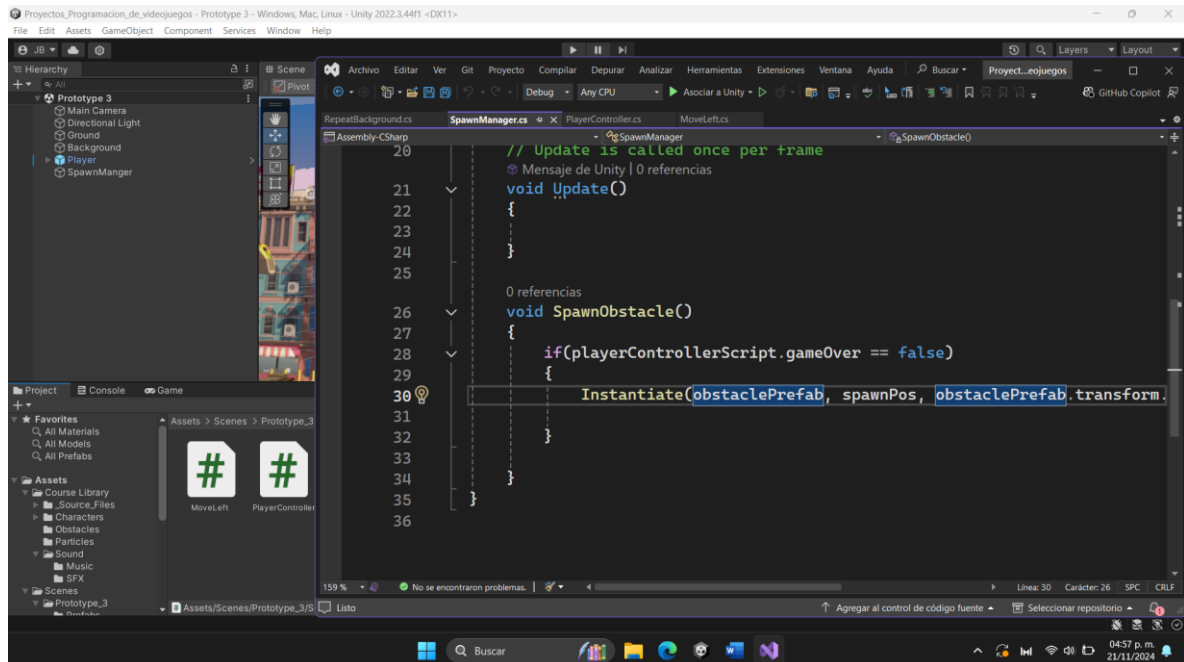 Proyectos_Programacion_de_videojuegos - Prototype 3 - Windows, Mac, Linux - Unity 2022.3.44f1 <DX11>
File Edit Assets GameObject Component Services Window Help
JB
Layers Layout
Hierarchy
All
Prototype 3
Main Camera
Directional Light
Ground
Background
Player
SpawnManger
Scene
Pivot
Archivo Editar Ver Git Proyecto Compilar Depurar Analizar Herramientas Extensiones Ventana Ayuda Buscar Proyect...eojuegos
Debug Any CPU Asociar a Unity GitHub Copilot
RepeatBackground.cs SpawnManager.cs PlayerController.cs MoveLeft.cs
Assembly-CSharp SpawnManager SpawnObstacle()
20 // Update is called once per frame
Mensaje de Unity | 0 referencias
21 void Update()
22 {
23
24 }
25
0 referencias
26 void SpawnObstacle()
27 {
28 if(playerControllerScript.gameOver == false)
29 {
30 Instantiate(obstaclePrefab, spawnPos, obstaclePrefab.transform.
31
32 }
33
34 }
35 }
36
159 % No se encontraron problemas. Línea: 30 Carácter: 26 SPC CRLF
Listo Agregar al control de código fuente Seleccionar repositorio
Project Console Game
Favorites
All Materials
All Models
All Prefabs
Assets
Course Library
_Source_Files
Characters
Obstacles
Particles
Sound
Music
SFX
Scenes
Prototype_3
Prefabs
Assets > Scenes > Prototype_3
#
#
MoveLeft PlayerController
Assets/Scenes/Prototype_3/S
Buscar
04:57 p. m.
21/11/2024